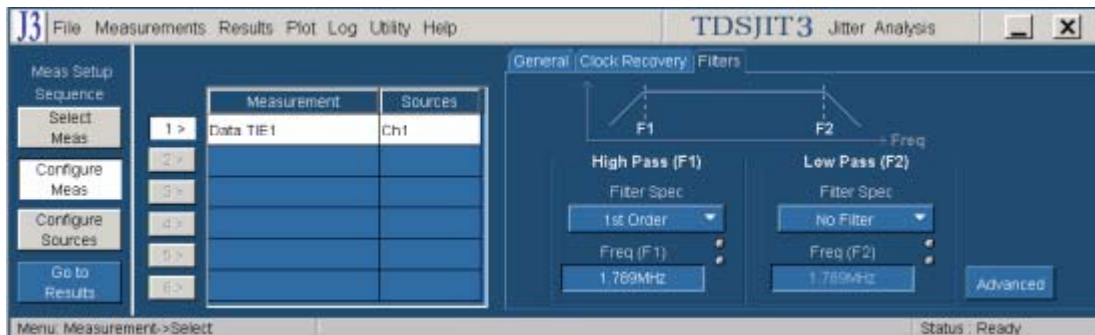 J3 File Measurements Results Plot Log Utility Help TDSJIT3 Jitter Analysis
Meas Setup
Sequence
Select
Meas
Configure
Meas
Configure
Sources
Go to
Results
Measurement Sources
1 > Data TIE1 Ch1
2 >
3 >
4 >
5 >
6 >
General Clock Recovery Filters
F1 F2
Freq
High Pass (F1) Low Pass (F2)
Filter Spec Filter Spec
1st Order No Filter
Freq (F1) Freq (F2)
1.789MHz 1.789MHz
Advanced
Menu: Measurement->Select Status : Ready